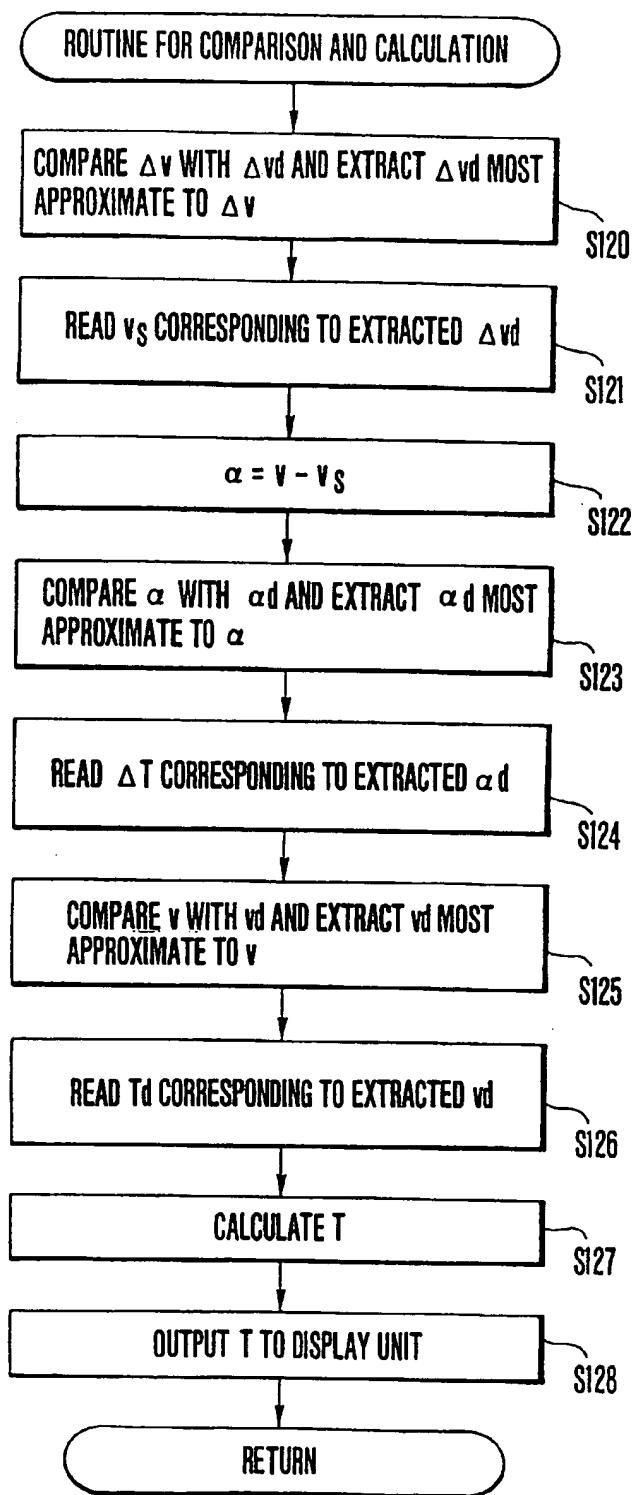 ROUTINE FOR COMPARISON AND CALCULATION
COMPARE Δv WITH Δvd AND EXTRACT Δvd MOST
APPROXIMATE TO Δv
S120
READ vS CORRESPONDING TO EXTRACTED Δvd
S121
α = v – vS
S122
COMPARE α WITH αd AND EXTRACT αd MOST
APPROXIMATE TO α
S123
READ ΔT CORRESPONDING TO EXTRACTED αd
S124
COMPARE v WITH vd AND EXTRACT vd MOST
APPROXIMATE TO v
S125
READ Td CORRESPONDING TO EXTRACTED vd
S126
CALCULATE T
S127
OUTPUT T TO DISPLAY UNIT
S128
RETURN